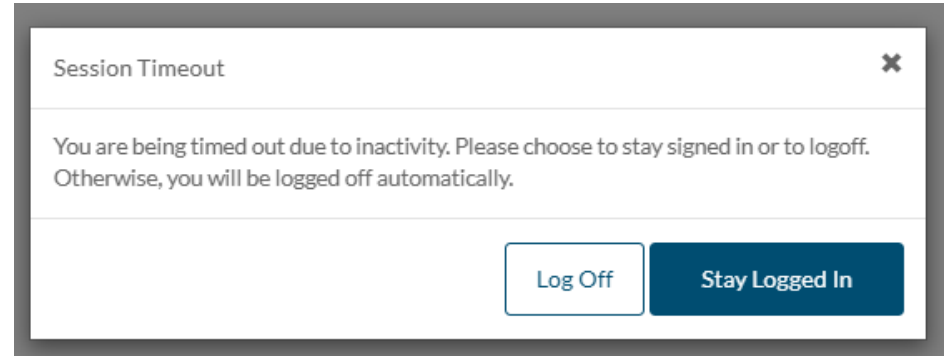 Session Timeout
You are being timed out due to inactivity. Please choose to stay signed in or to logoff.
Otherwise, you will be logged off automatically.
Log Off
Stay Logged In